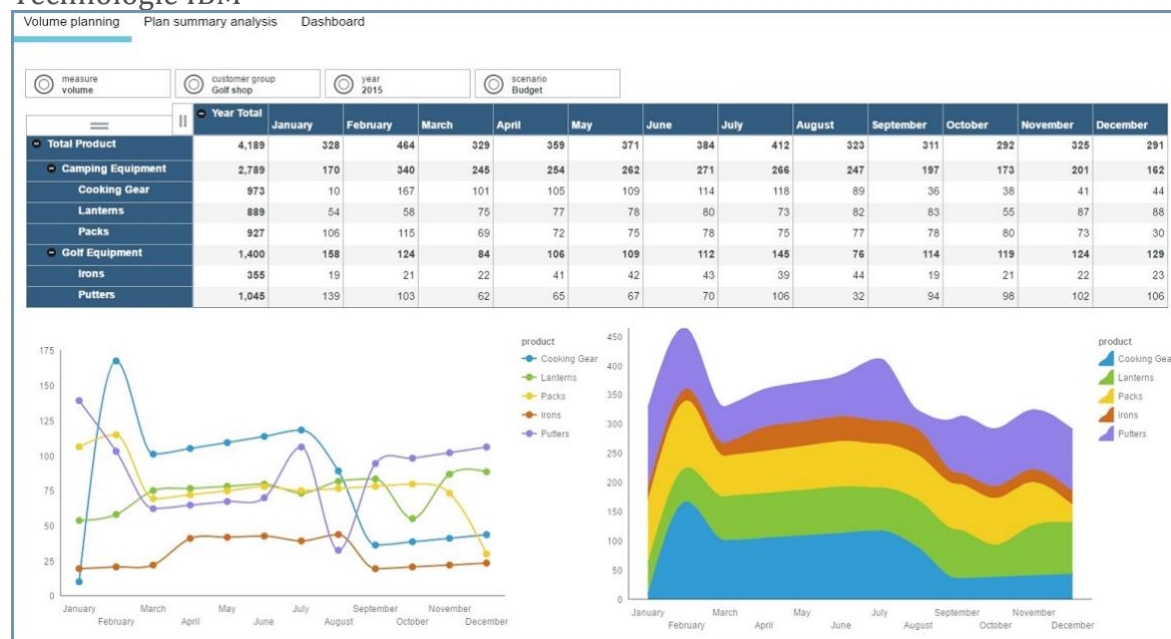 Technologie IBM
Volume planning Plan summary analysis Dashboard
measure customer group year scenario
volume Golf shop 2015 Budget
Year Total January February March April May June July August September October November December
Total Product 4,189 328 464 329 359 371 384 412 323 311 292 325 291
Camping Equipment 2,789 170 340 245 254 262 271 266 247 197 173 201 162
Cooking Gear 973 10 167 101 105 109 114 118 89 36 38 41 44
Lanterns 889 54 58 75 77 78 80 73 82 83 55 87 88
Packs 927 106 115 69 72 75 78 75 77 78 80 73 30
Golf Equipment 1,400 158 124 84 106 109 112 145 76 114 119 124 129
Irons 355 19 21 22 41 42 43 39 44 19 21 22 23
Putters 1,045 139 103 62 65 67 70 106 32 94 98 102 106
175
150
125
100
75
50
25
0
January March May July September November
February April June August October December
product
Cooking Gear
Lanterns
Packs
Irons
Putters
450
400
350
300
250
200
150
100
50
0
January March May July September November
February April June August October December
product
Cooking Gea
Lanterns
Packs
Irons
Putters